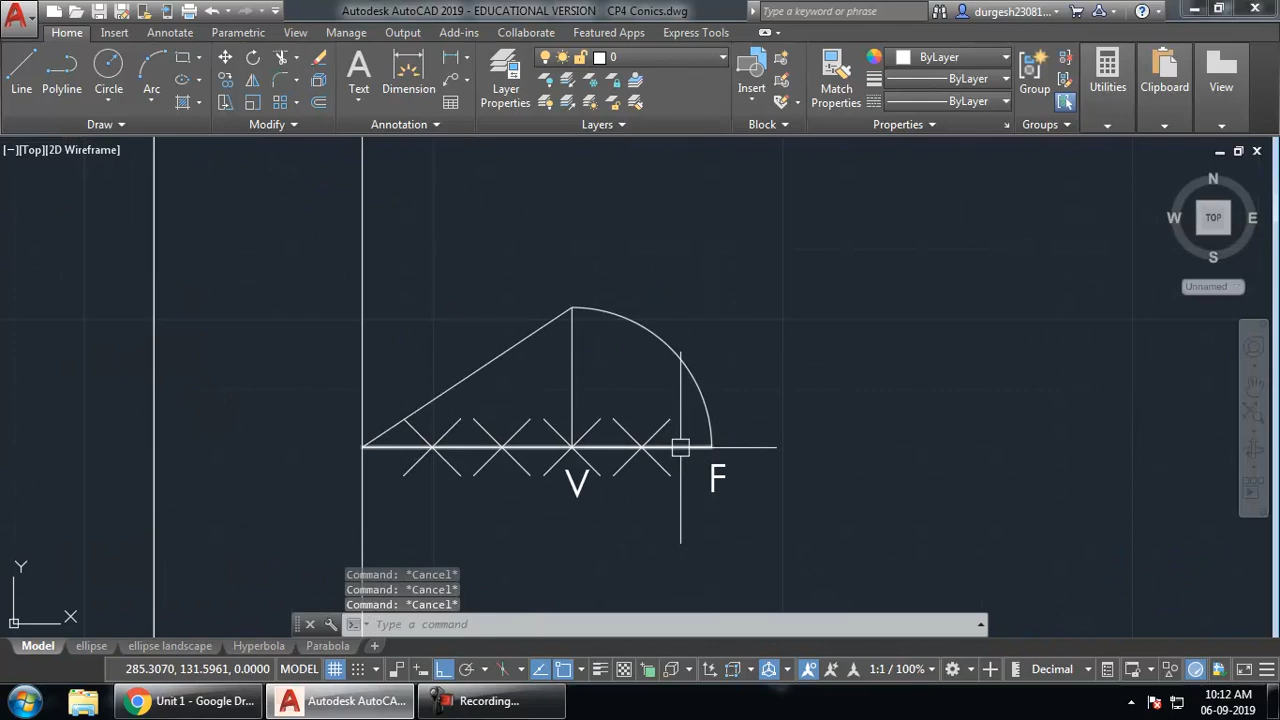 Autodesk AutoCAD 2019 - EDUCATIONAL VERSION CP4 Conics.dwg
Type a keyword or phrase
durgesh23081...
Home Insert Annotate Parametric View Manage Output Add-ins Collaborate Featured Apps Express Tools
Line Polyline Circle Arc
Text Dimension
Layer Properties
0
Insert
Match Properties
ByLayer
ByLayer
ByLayer
Group
Utilities
Clipboard
View
Draw Modify Annotation Layers Block Properties Groups
[−][Top][2D Wireframe]
N
W TOP E
S
Unnamed
V F
Y
X
Command: *Cancel*
Command: *Cancel*
Command: *Cancel*
Type a command
Model ellipse ellipse landscape Hyperbola Parabola +
285.3070, 131.5961, 0.0000 MODEL 1:1 / 100% Decimal
Unit 1 - Google Dr...
Autodesk AutoCA...
Recording...
10:12 AM
06-09-2019